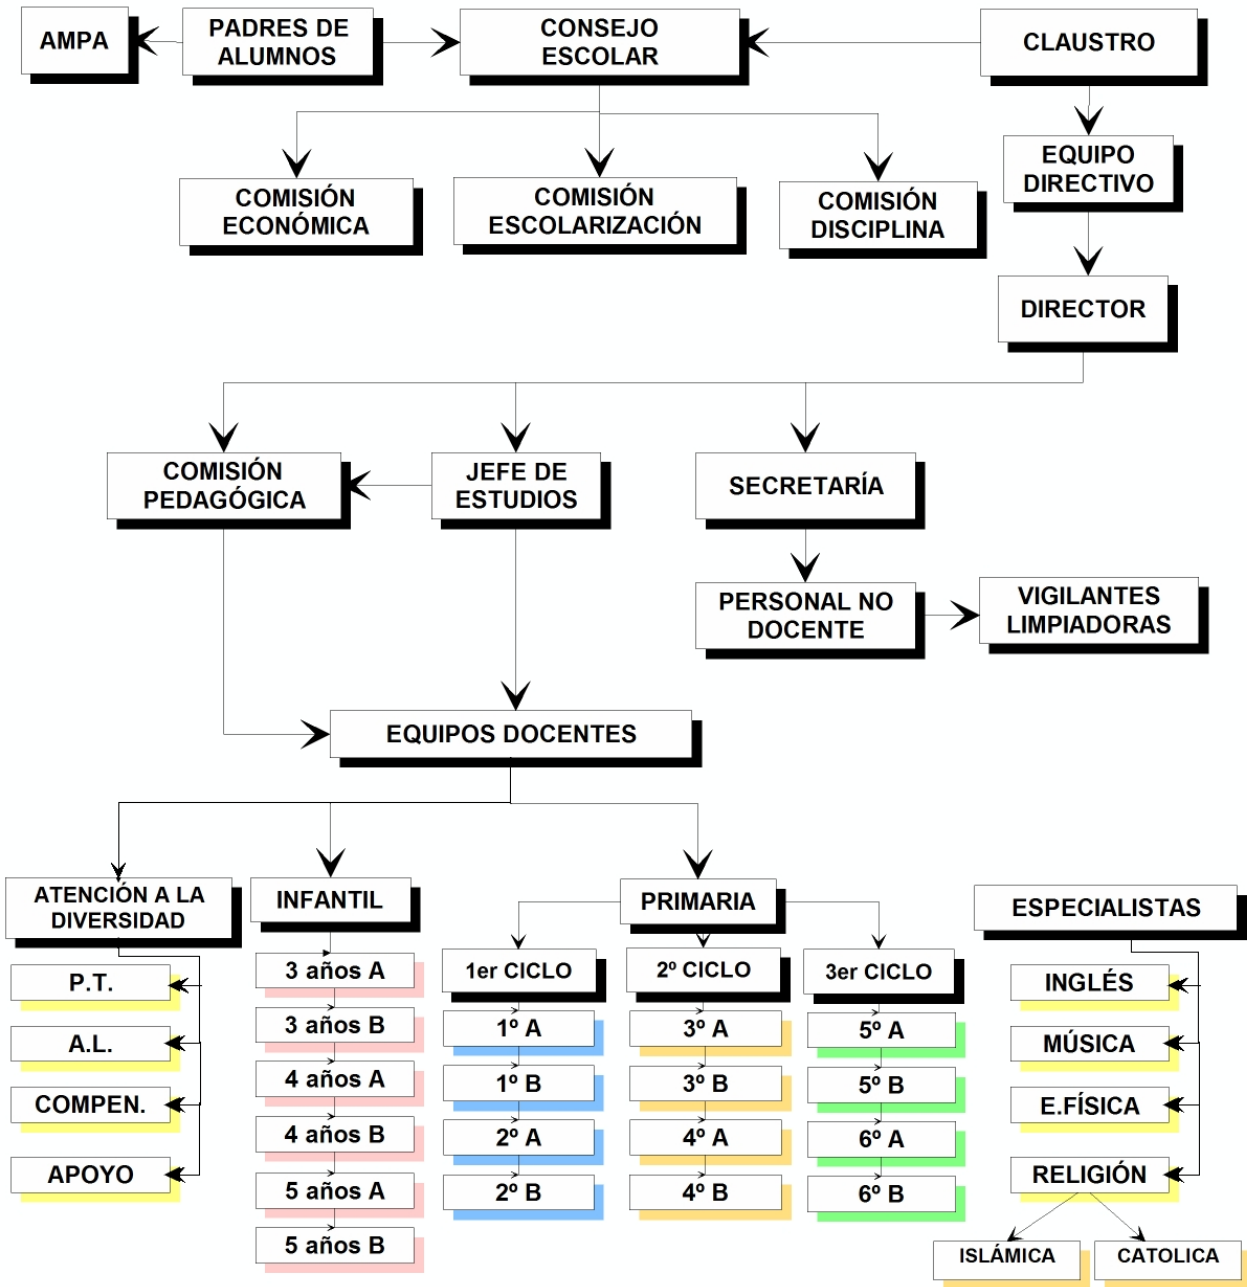 AMPA
PADRES DE
ALUMNOS
CONSEJO
ESCOLAR
CLAUSTRO
EQUIPO
DIRECTIVO
COMISIÓN
ECONÓMICA
COMISIÓN
ESCOLARIZACIÓN
COMISIÓN
DISCIPLINA
DIRECTOR
COMISIÓN
PEDAGÓGICA
JEFE DE
ESTUDIOS
SECRETARÍA
PERSONAL NO
DOCENTE
VIGILANTES
LIMPIADORAS
EQUIPOS DOCENTES
ATENCIÓN A LA
DIVERSIDAD
P.T.
A.L.
COMPEN.
APOYO
INFANTIL
3 años A
3 años B
4 años A
4 años B
5 años A
5 años B
PRIMARIA
1er CICLO
1º A
1º B
2º A
2º B
2º CICLO
3º A
3º B
4º A
4º B
3er CICLO
5º A
5º B
6º A
6º B
ESPECIALISTAS
INGLÉS
MÚSICA
E.FÍSICA
RELIGIÓN
ISLÁMICA
CATOLICA